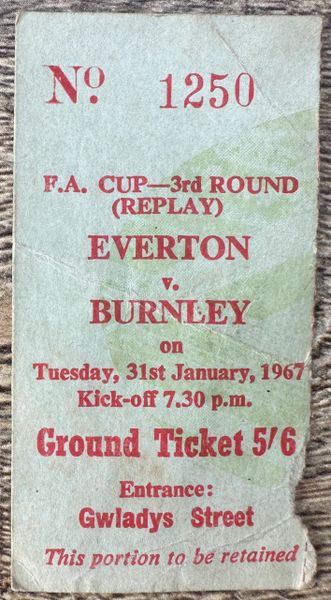 Nº 1250
F.A. CUP—3rd ROUND
(REPLAY)
EVERTON
v.
BURNLEY
on
Tuesday, 31st January, 1967
Kick-off 7.30 p.m.
Ground Ticket 5/6
Entrance:
Gwladys Street
This portion to be retained